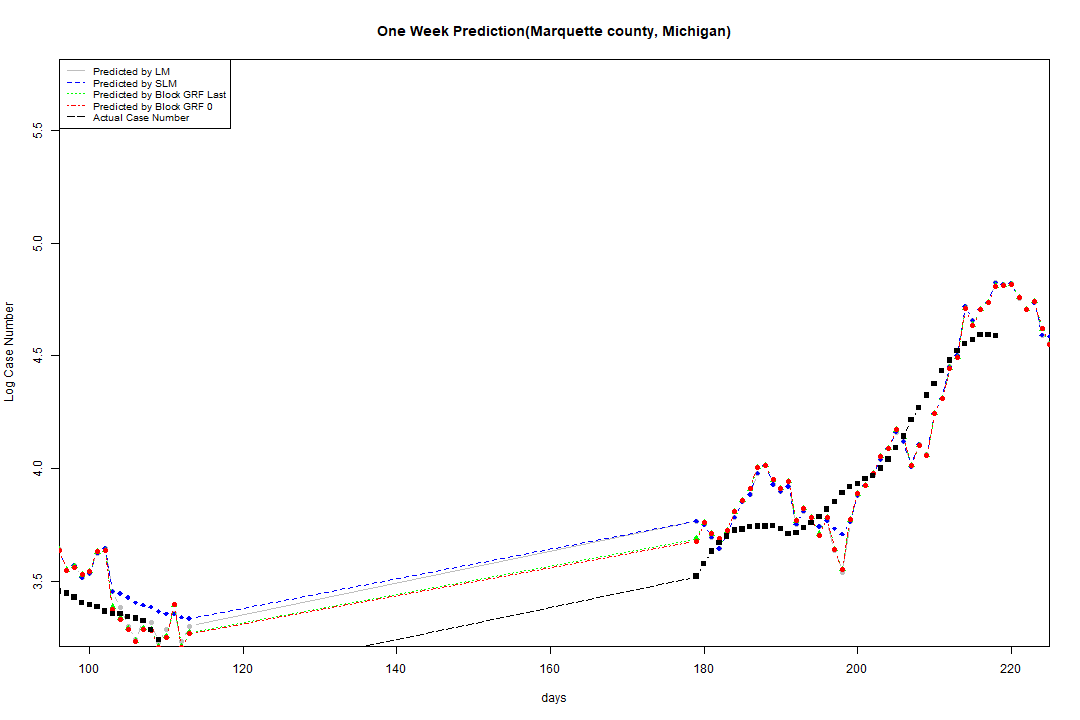 One Week Prediction(Marquette county, Michigan)
Predicted by LM
Predicted by SLM
Predicted by Block GRF Last
Predicted by Block GRF 0
Actual Case Number
5.5
5.0
4.5
4.0
3.5
Log Case Number
100 120 140 160 180 200 220
days